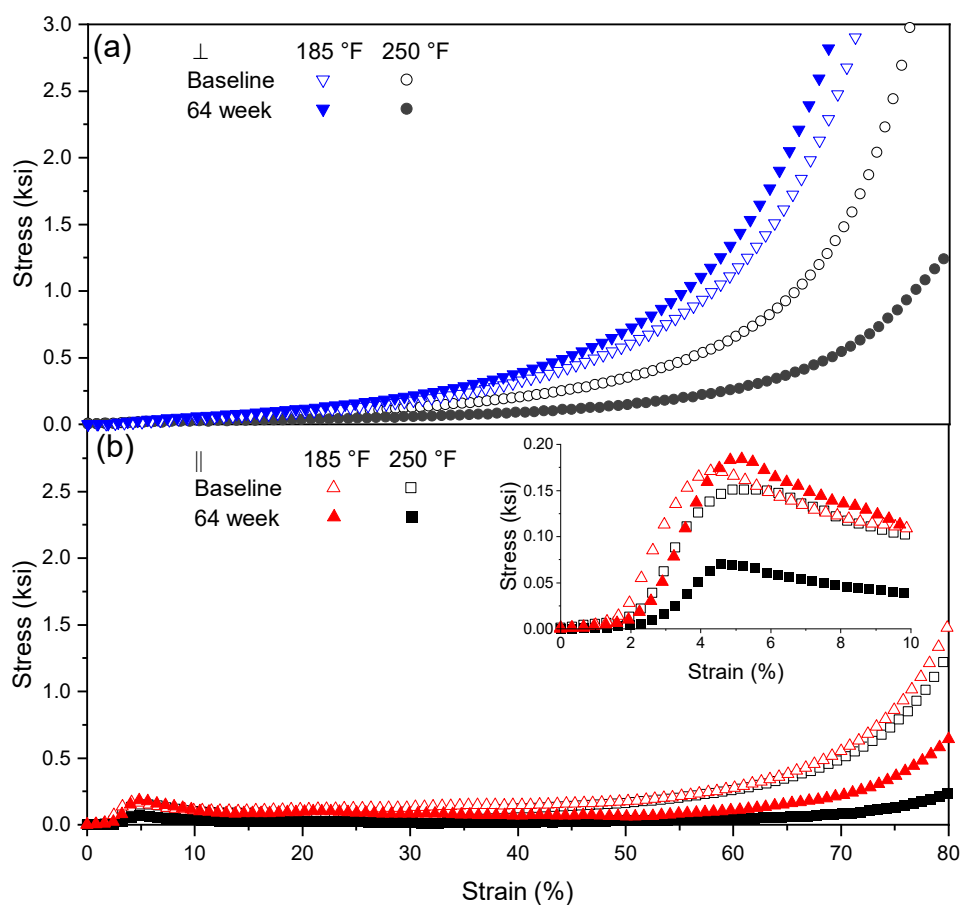 (a)
⊥ 185 °F 250 °F
Baseline
64 week
3.0
2.5
2.0
1.5
1.0
0.5
0.0
Stress (ksi)
(b)
|| 185 °F 250 °F
Baseline
64 week
2.5
2.0
1.5
1.0
0.5
0.0
Stress (ksi)
0.20
0.15
0.10
0.05
0.00
Stress (ksi)
0 2 4 6 8 10
Strain (%)
0 10 20 30 40 50 60 70 80
Strain (%)